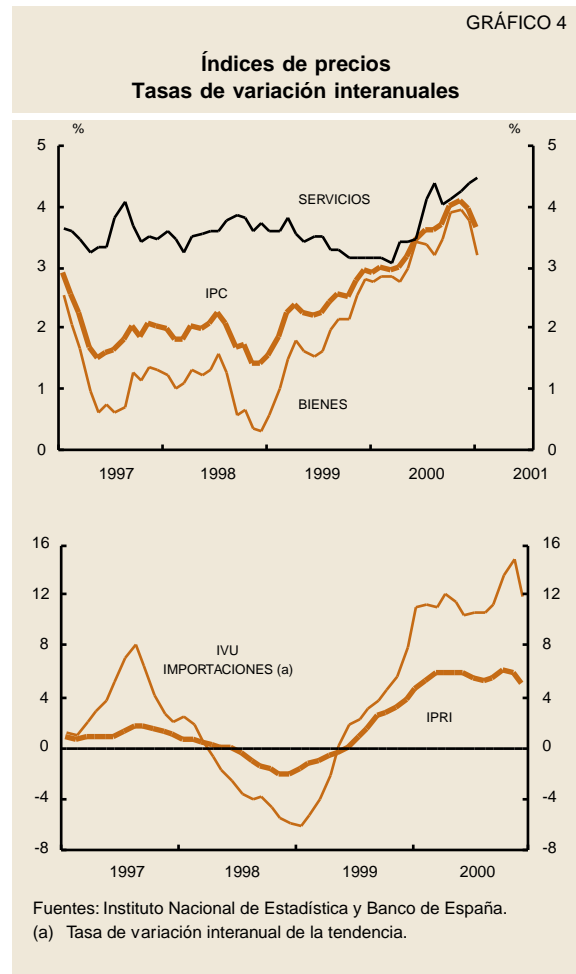 GRÁFICO 4
Índices de precios
Tasas de variación interanuales
% %
5 5
SERVICIOS
4 4
3 3
IPC
2 2
1 1
BIENES
0 0
1997 1998 1999 2000 2001
16 16
12 12
8 8
IVU
IMPORTACIONES (a)
4 4
IPRI
0 0
-4 -4
-8 -8
1997 1998 1999 2000
Fuentes: Instituto Nacional de Estadística y Banco de España.
(a) Tasa de variación interanual de la tendencia.